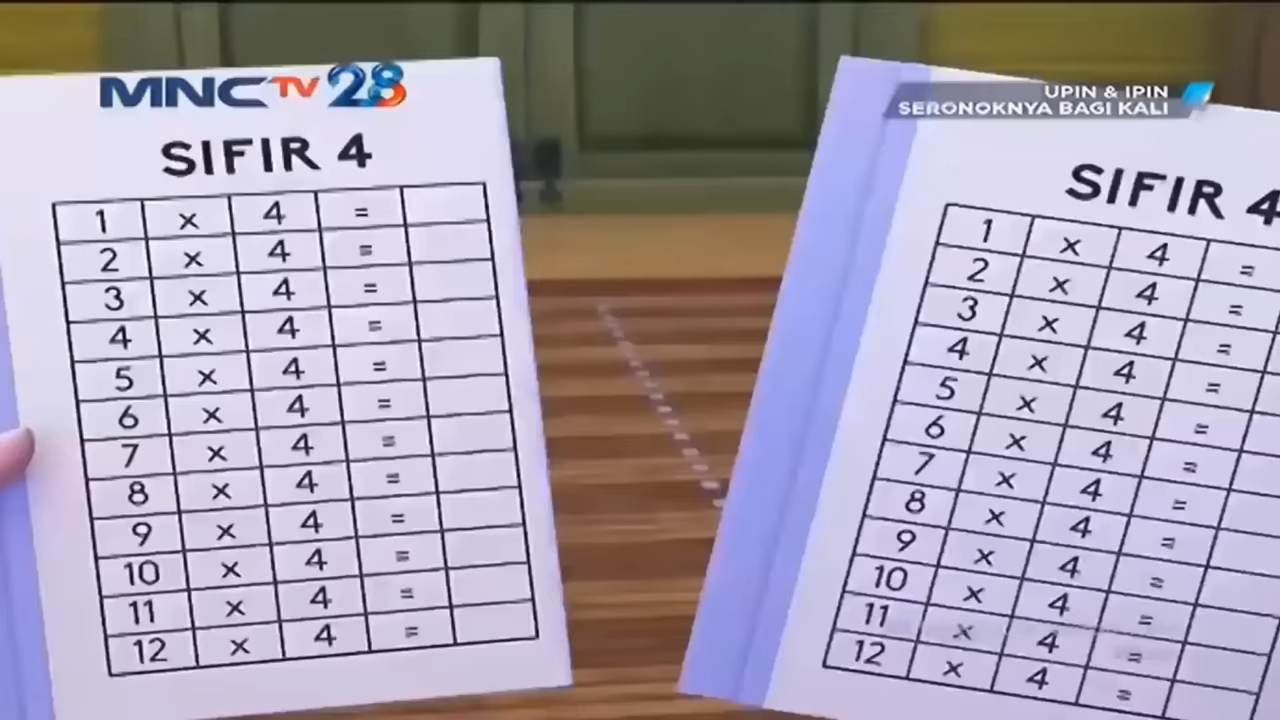 MNCTV 28
UPIN & IPIN
SERONOKNYA BAGI KALI
SIFIR 4
1 x 4 =
2 x 4 =
3 x 4 =
4 x 4 =
5 x 4 =
6 x 4 =
7 x 4 =
8 x 4 =
9 x 4 =
10 x 4 =
11 x 4 =
12 x 4 =
SIFIR 4
1 x 4 =
2 x 4 =
3 x 4 =
4 x 4 =
5 x 4 =
6 x 4 =
7 x 4 =
8 x 4 =
9 x 4 =
10 x 4 =
11 x 4 =
12 x 4 =